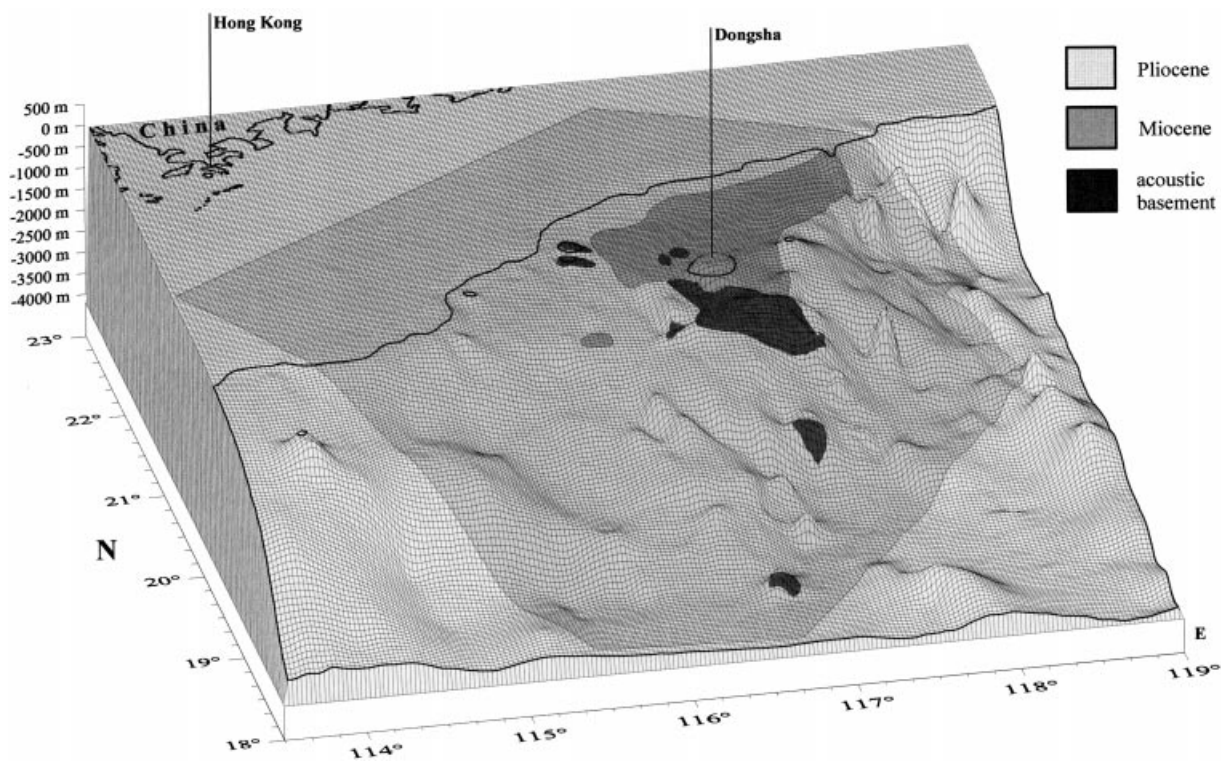 Hong Kong
Dongsha
China
Pliocene
Miocene
acoustic
basement
500 m
0 m
-500 m
-1000 m
-1500 m
-2000 m
-2500 m
-3000 m
-3500 m
-4000 m
23°
22°
21°
N
20°
19°
18°
114°
115°
116°
117°
118°
119°
E